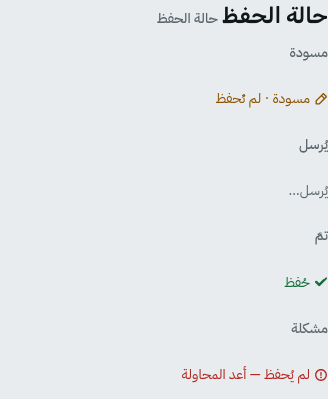 حالة الحفظ حالة الحفظ
مسودة
مسودة · لم تُحفظ
يُرسل
يُرسل…
تمّ
حُفظ
مشكلة
لم يُحفظ — أعد المحاولة